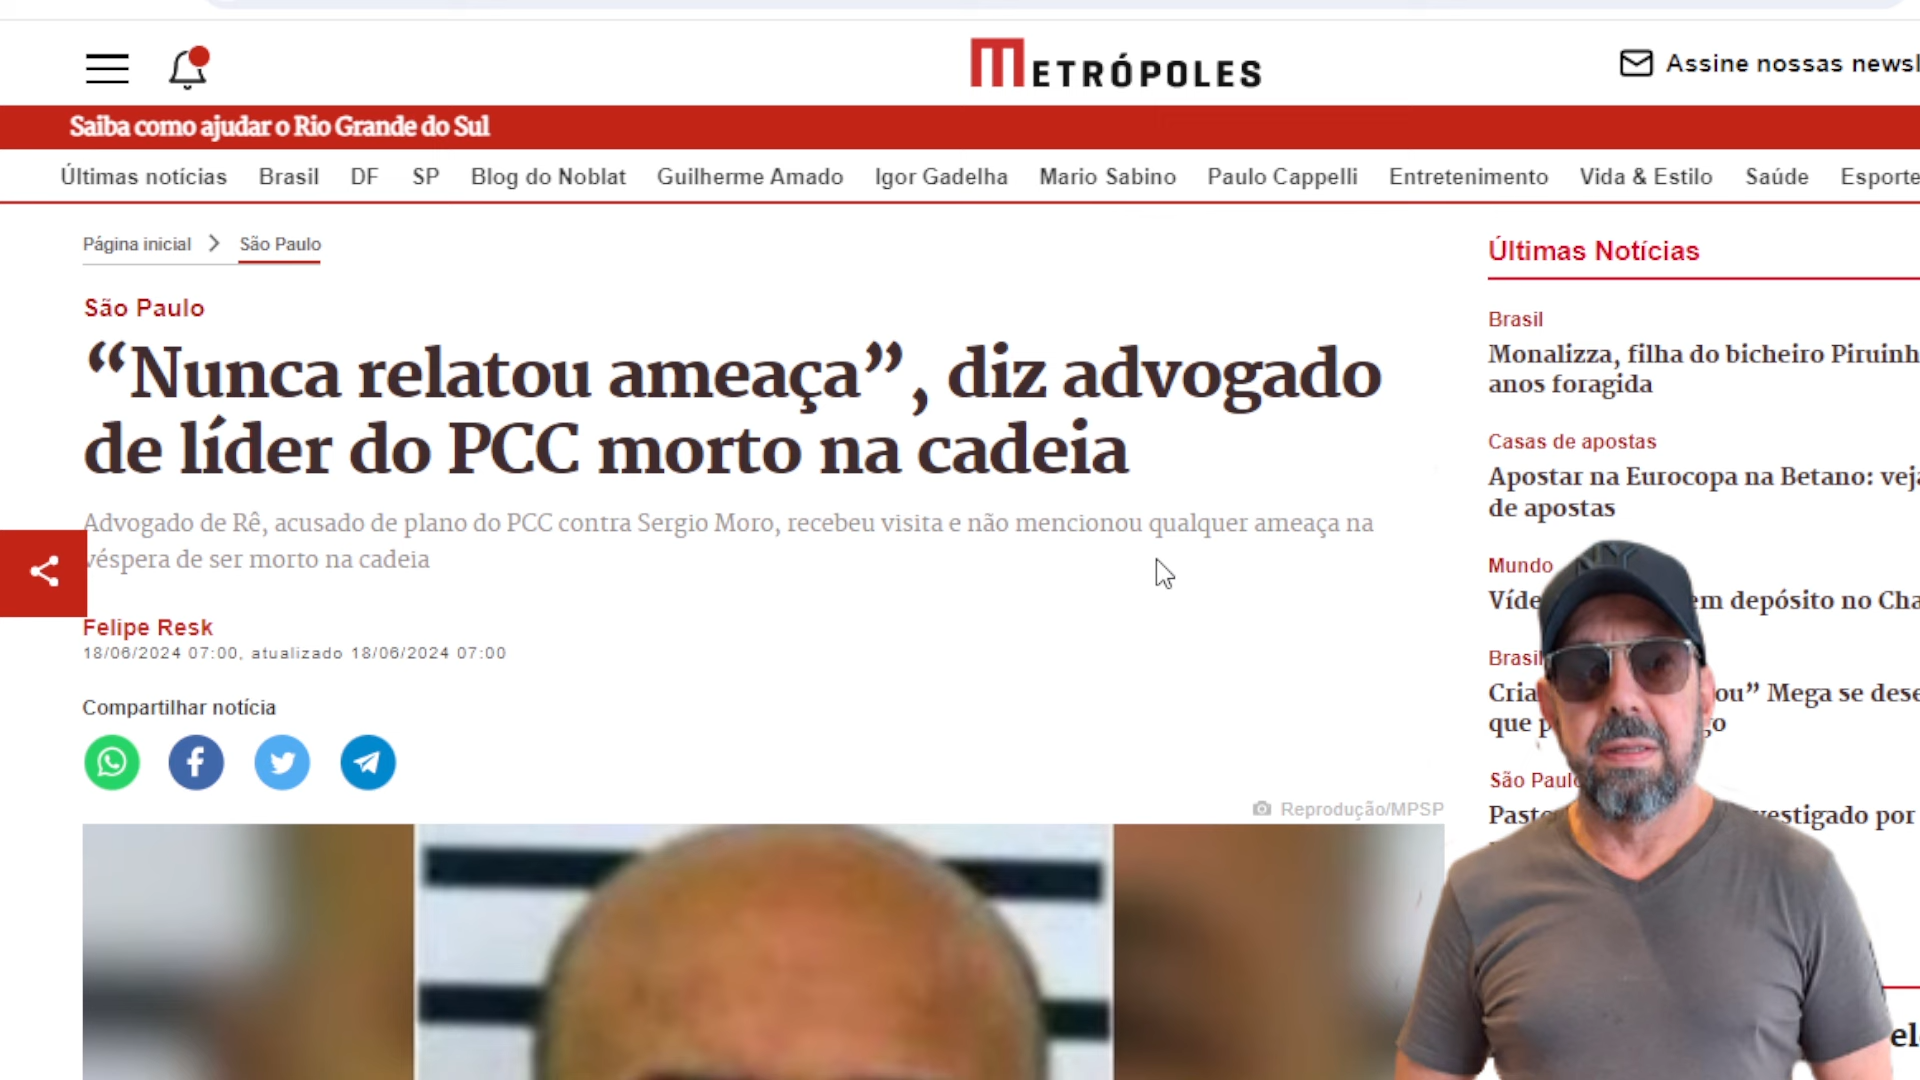 METRÓPOLES
Assine nossas newsl
Saiba como ajudar o Rio Grande do Sul
Últimas notícias Brasil DF SP Blog do Noblat Guilherme Amado Igor Gadelha Mario Sabino Paulo Cappelli Entretenimento Vida & Estilo Saúde Esporte
Página inicial > São Paulo
São Paulo
“Nunca relatou ameaça”, diz advogado
de líder do PCC morto na cadeia
Advogado de Rê, acusado de plano do PCC contra Sergio Moro, recebeu visita e não mencionou qualquer ameaça na
véspera de ser morto na cadeia
Felipe Resk
18/06/2024 07:00, atualizado 18/06/2024 07:00
Compartilhar notícia
Reprodução/MPSP
Últimas Notícias
Brasil
Monalizza, filha do bicheiro Piruinh
anos foragida
Casas de apostas
Apostar na Eurocopa na Betano: veja
de apostas
Mundo
Víde em depósito no Cha
Brasil
Cria ou” Mega se dese
que p go
São Paulo
Pasto vestigado por
NY